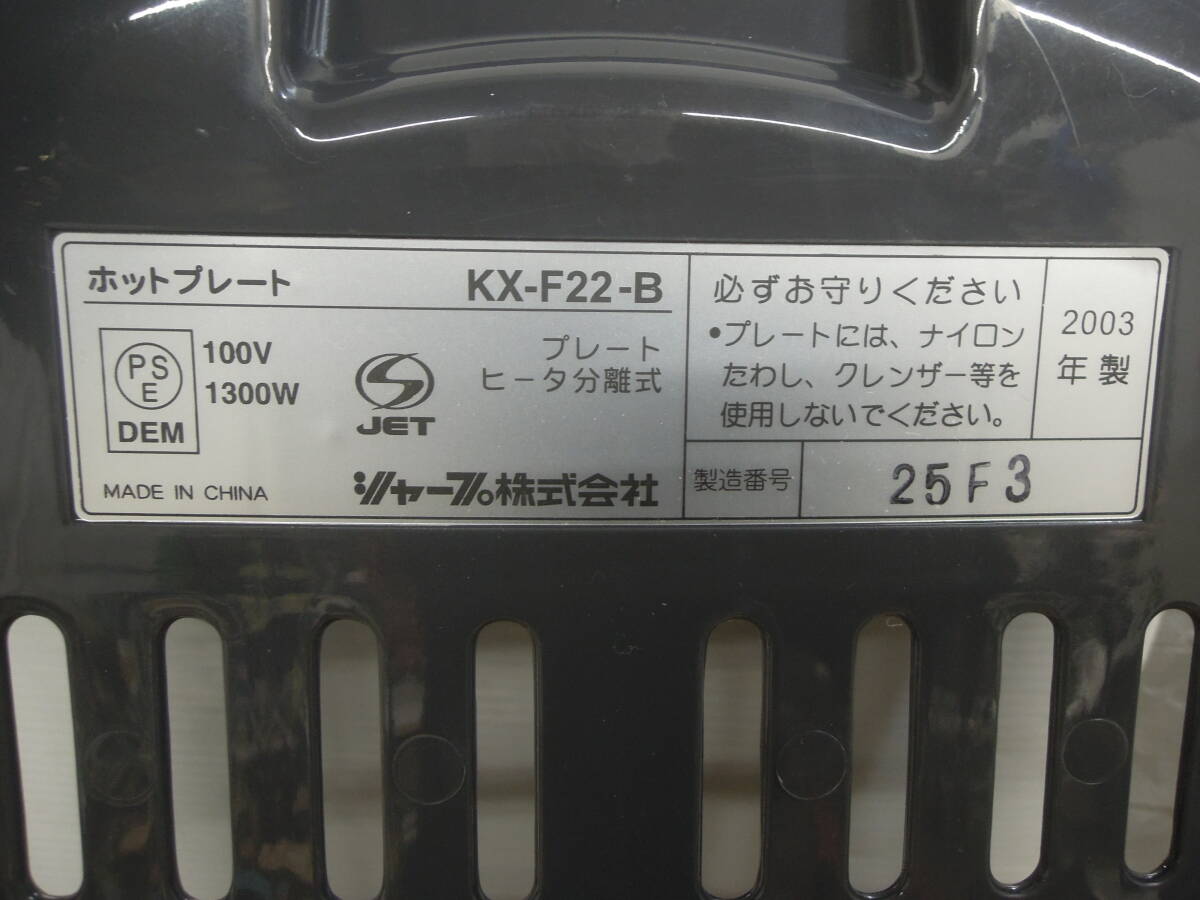 ホットプレート KX-F22-B
PS
E
DEM
100V
1300W
JET
プレート
ヒータ分離式
MADE IN CHINA
シャープ株式会社
必ずお守りください
•プレートには、ナイロン
たわし、クレンザー等を
使用しないでください。
2003
年製
製造番号 25F3